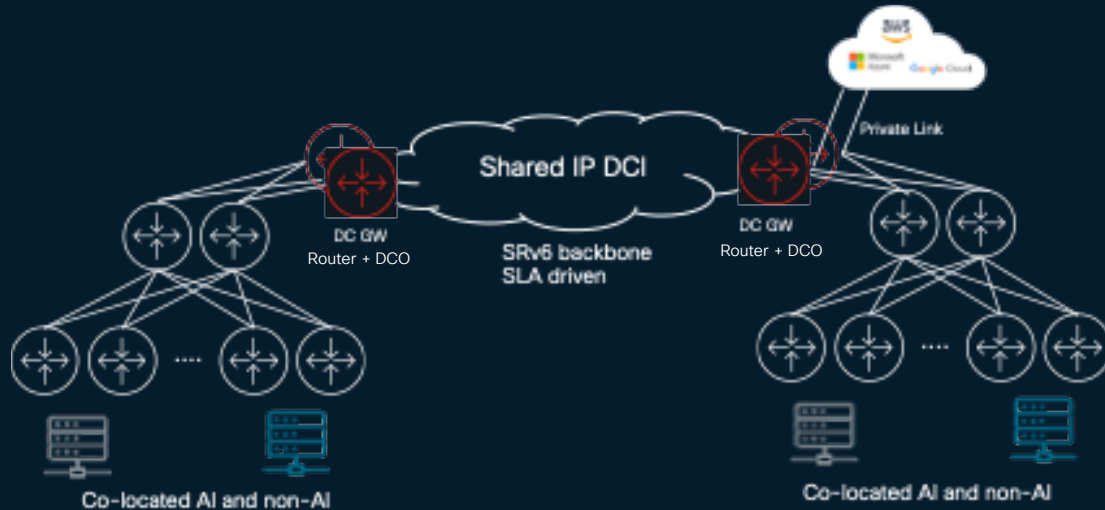 aws
Microsoft
Azure
Google Cloud
Private Link
Shared IP DCI
DC GW
Router + DCO
SRv6 backbone
SLA driven
DC GW
Router + DCO
....
....
Co-located AI and non-AI
Co-located AI and non-AI